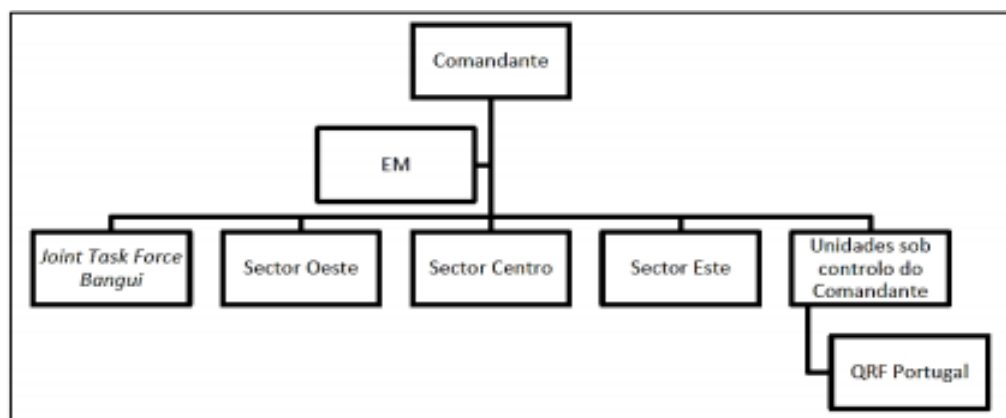 Comandante
EM
Joint Task Force
Bangui
Sector Oeste
Sector Centro
Sector Este
Unidades sob
controlo do
Comandante
QRF Portugal